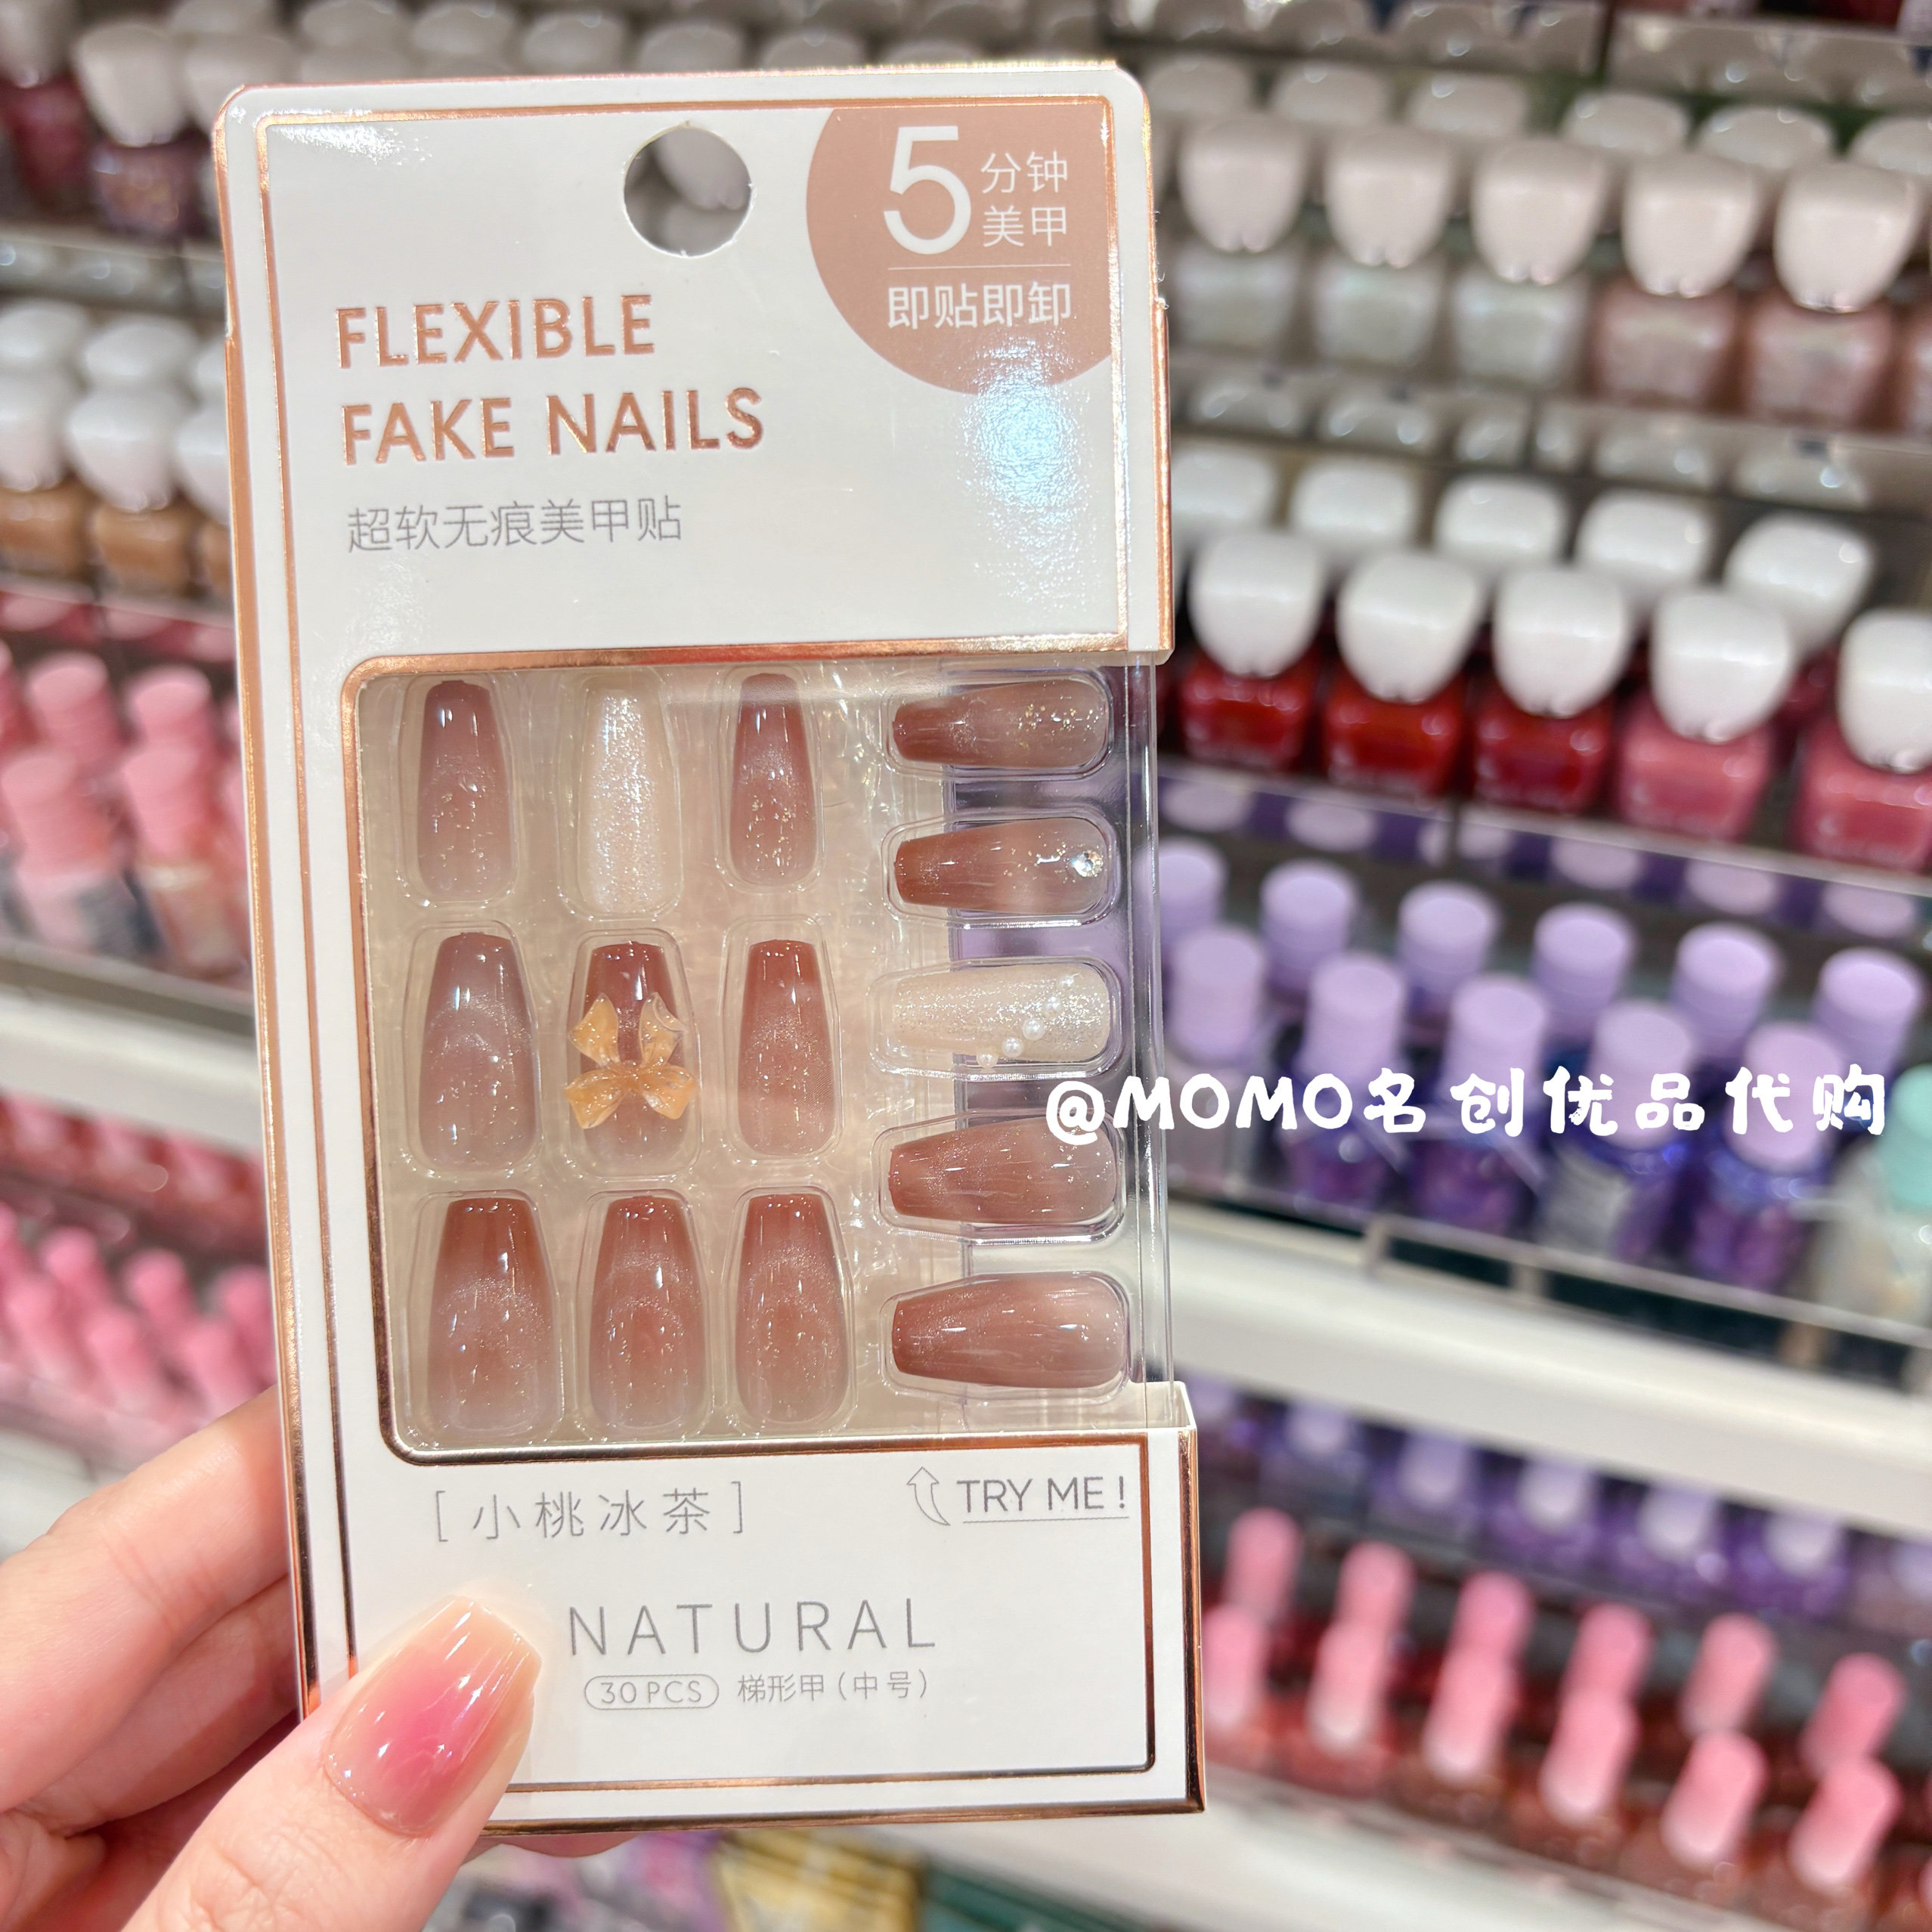 5 分钟
美甲
即贴即卸
FLEXIBLE
FAKE NAILS
超软无痕美甲贴
@MOMO名创优品代购
[小桃冰茶]
TRY ME!
NATURAL
30PCS 梯形甲(中号)